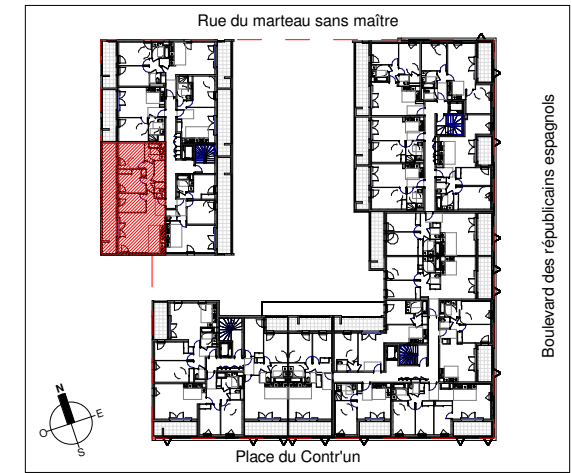 Rue du marteau sans maître
Boulevard des républicains espagnols
N
E
O
S
Place du Contr'un